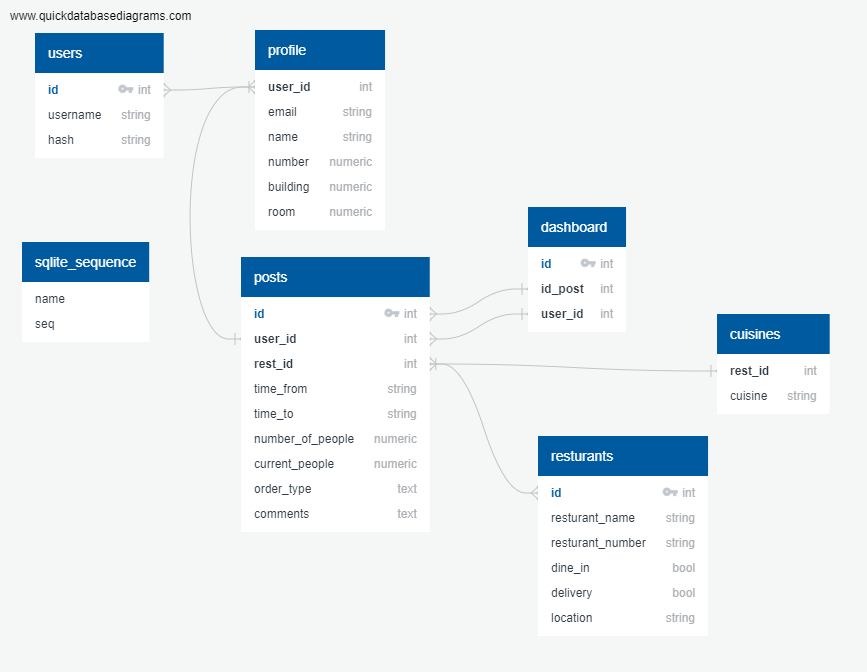 www.quickdatabasediagrams.com
users
id int
username string
hash string
profile
user_id int
email string
name string
number numeric
building numeric
room numeric
sqlite_sequence
name
seq
posts
id int
user_id int
rest_id int
time_from string
time_to string
number_of_people numeric
current_people numeric
order_type text
comments text
dashboard
id int
id_post int
user_id int
cuisines
rest_id int
cuisine string
resturants
id int
resturant_name string
resturant_number string
dine_in bool
delivery bool
location string